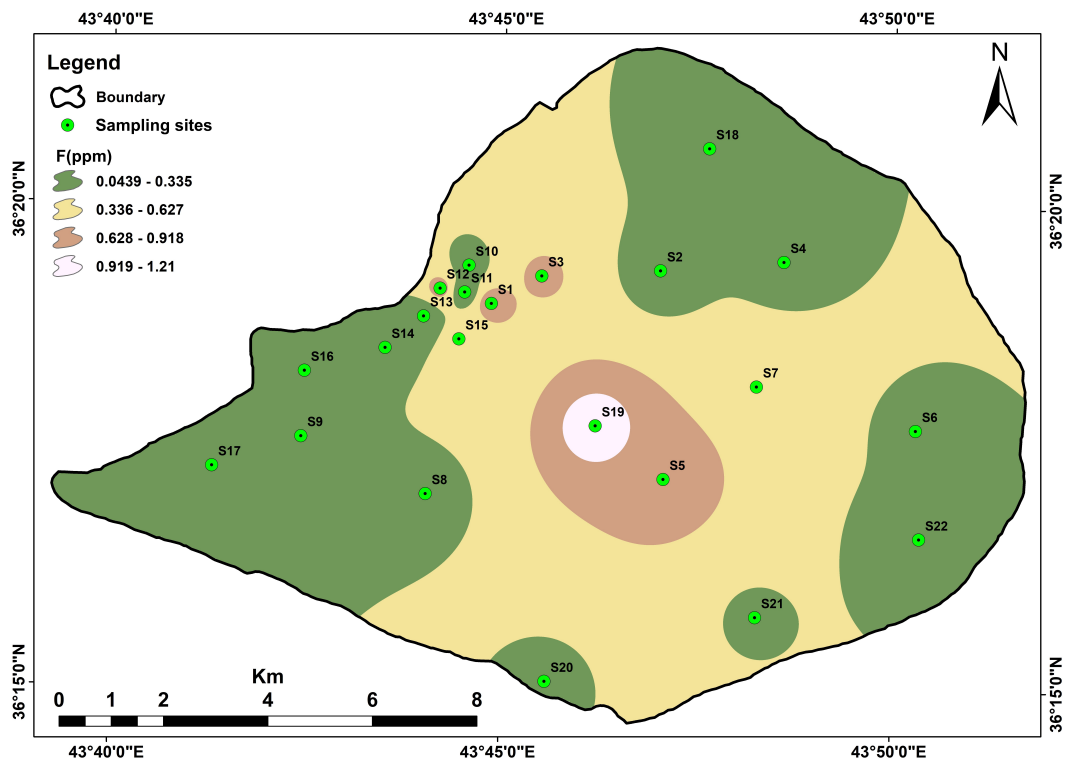 43°40'0"E 43°45'0"E 43°50'0"E
N
Legend
Boundary
Sampling sites
F(ppm)
0.0439 - 0.335
0.336 - 0.627
0.628 - 0.918
0.919 - 1.21
36°20'0"N
36°20'0"N
S18
S10
S3
S2
S4
S12
S11
S1
S13
S15
S14
S16
S7
S19
S6
S9
S17
S8
S5
S22
S21
S20
36°15'0"N
36°15'0"N
Km
0 1 2 4 6 8
43°40'0"E 43°45'0"E 43°50'0"E